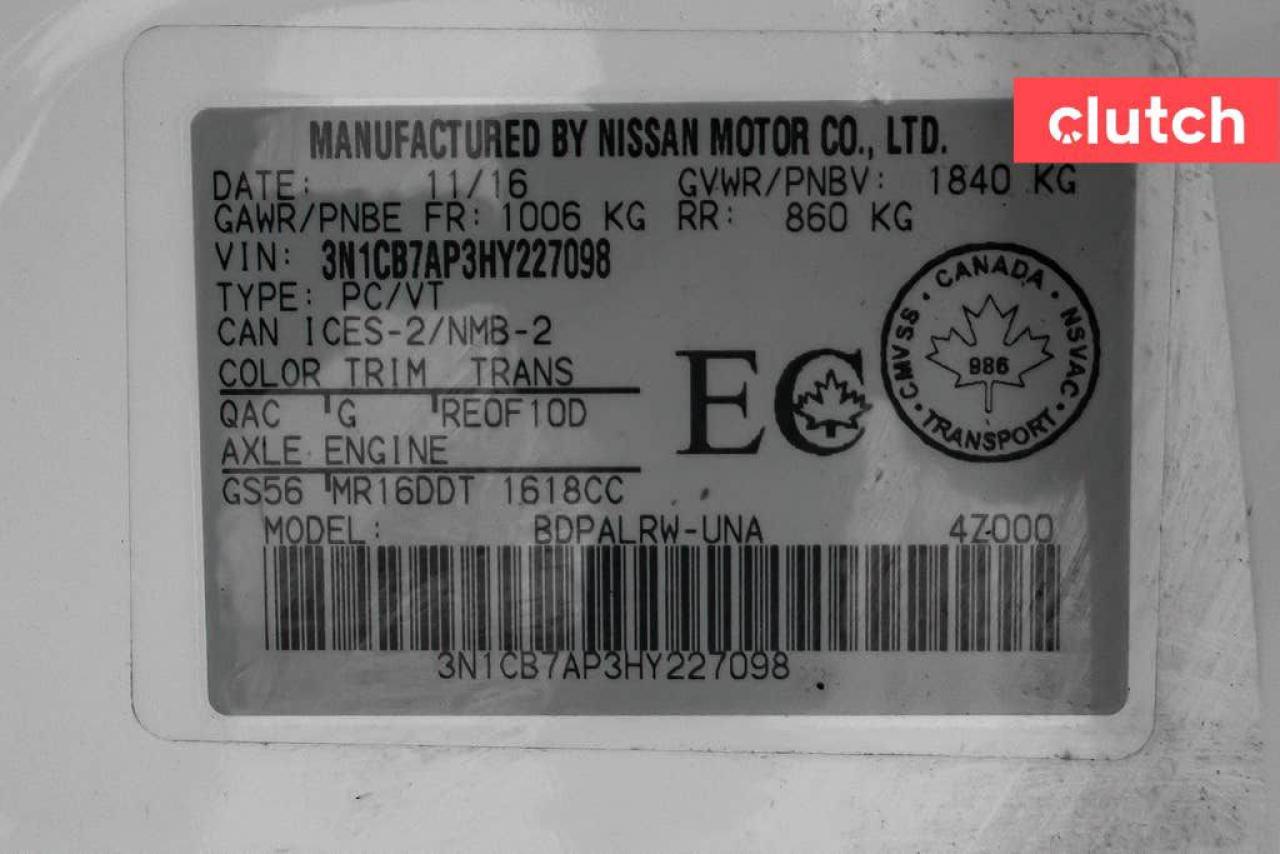 clutch
MANUFACTURED BY NISSAN MOTOR CO., LTD.
DATE: 11/16 GVWR/PNBV: 1840 KG
GAWR/PNBE FR: 1006 KG RR: 860 KG
VIN: 3N1CB7AP3HY227098
TYPE: PC/VT
CAN ICES-2/NMB-2
COLOR TRIM TRANS
QAC G RE0F10D
AXLE ENGINE
GS56 MR16DDT 1618CC
EC
CANADA · NSVAC · TRANSPORT · CMVSS ·
986
MODEL: BDPALRW-UNA 4Z000
3N1CB7AP3HY227098